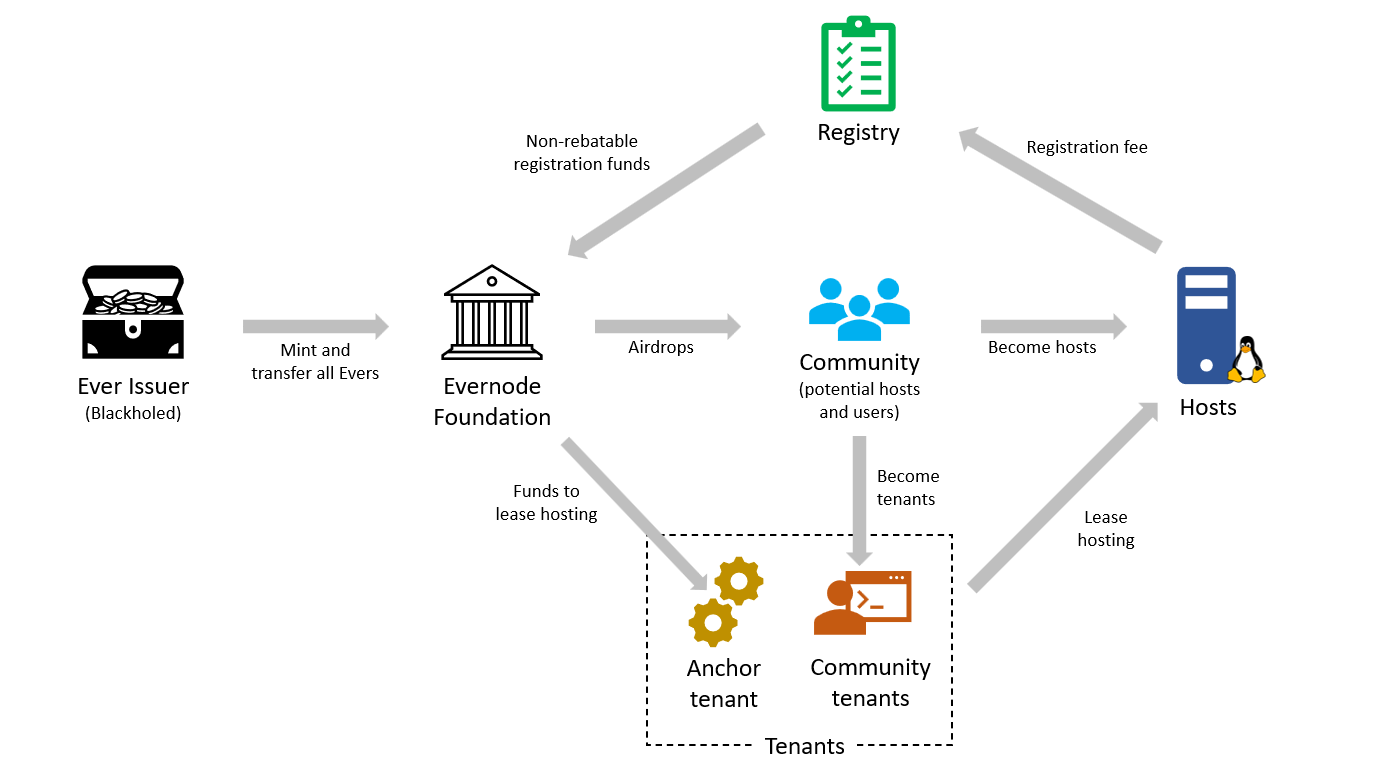 Registry
Non-rebatable
registration funds
Registration fee
Mint and
transfer all Evers
Airdrops
Become hosts
Ever Issuer
(Blackholed)
Evernode
Foundation
Community
(potential hosts
and users)
Hosts
Funds to
lease hosting
Become
tenants
Lease
hosting
Anchor
tenant
Community
tenants
Tenants